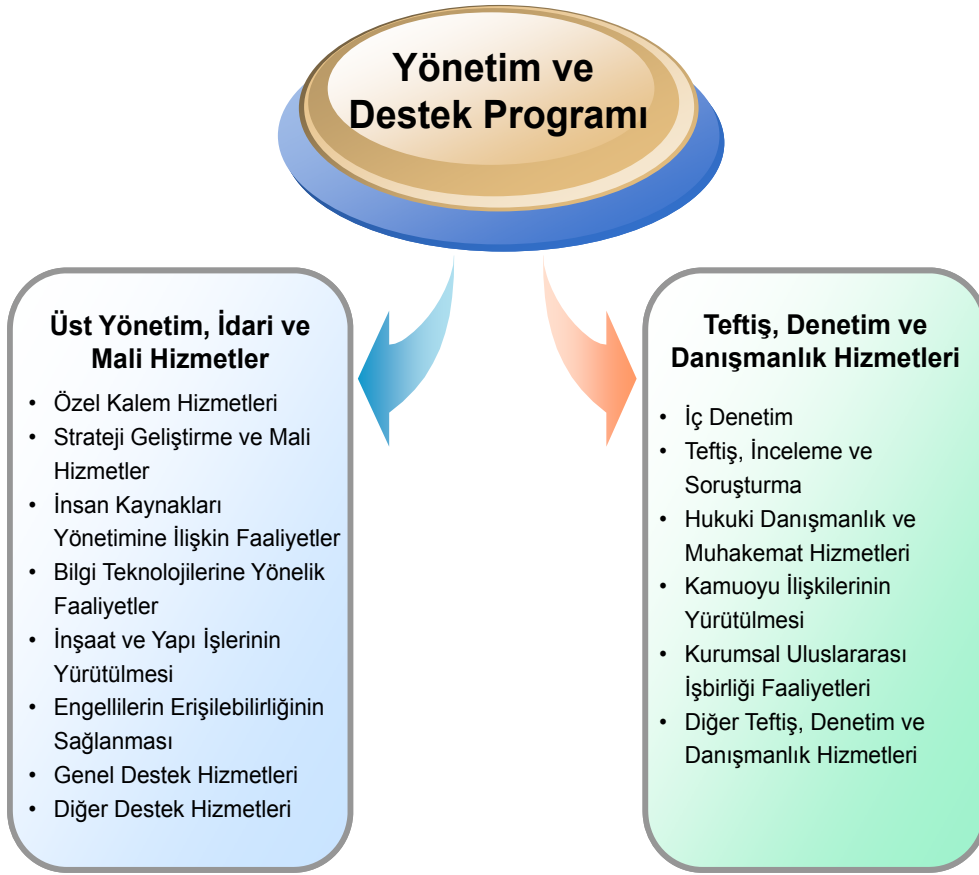 Yönetim ve
Destek Programı
Üst Yönetim, İdari ve
Mali Hizmetler
• Özel Kalem Hizmetleri
• Strateji Geliştirme ve Mali
Hizmetler
• İnsan Kaynakları
Yönetimine İlişkin Faaliyetler
• Bilgi Teknolojilerine Yönelik
Faaliyetler
• İnşaat ve Yapı İşlerinin
Yürütülmesi
• Engellilerin Erişilebilirliğinin
Sağlanması
• Genel Destek Hizmetleri
• Diğer Destek Hizmetleri
Teftiş, Denetim ve
Danışmanlık Hizmetleri
• İç Denetim
• Teftiş, İnceleme ve
Soruşturma
• Hukuki Danışmanlık ve
Muhakemat Hizmetleri
• Kamuoyu İlişkilerinin
Yürütülmesi
• Kurumsal Uluslararası
İşbirliği Faaliyetleri
• Diğer Teftiş, Denetim ve
Danışmanlık Hizmetleri